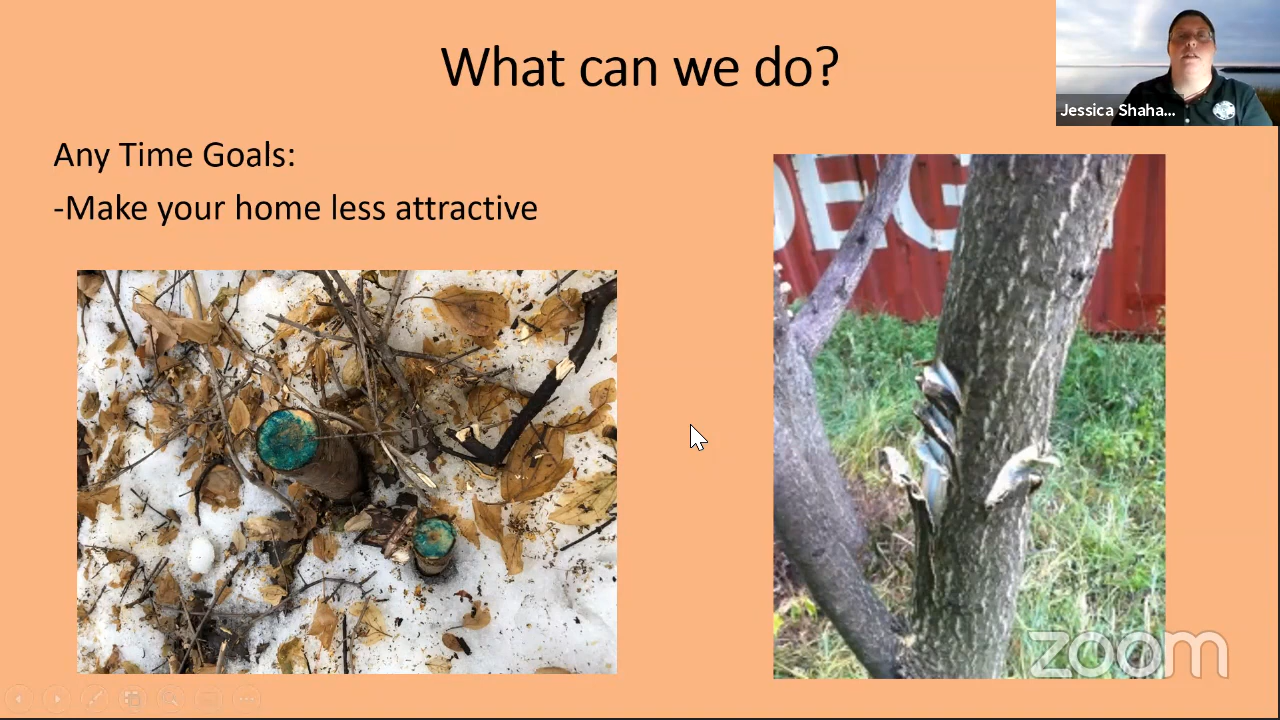 What can we do?
Jessica Shaha...
Any Time Goals:
-Make your home less attractive
zoom